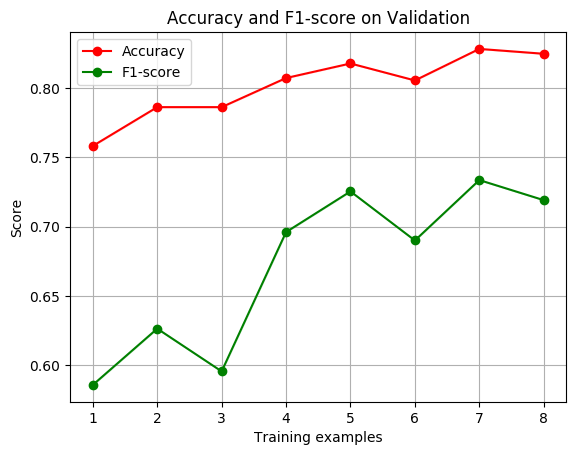 Accuracy and F1-score on Validation
Accuracy
F1-score
0.80
0.75
0.70
0.65
0.60
Score
1 2 3 4 5 6 7 8
Training examples